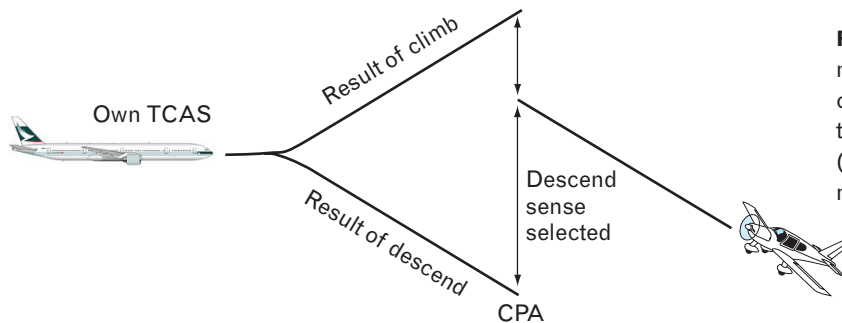 Own TCAS
Result of climb
Result of descend
Descend
sense
selected
CPA